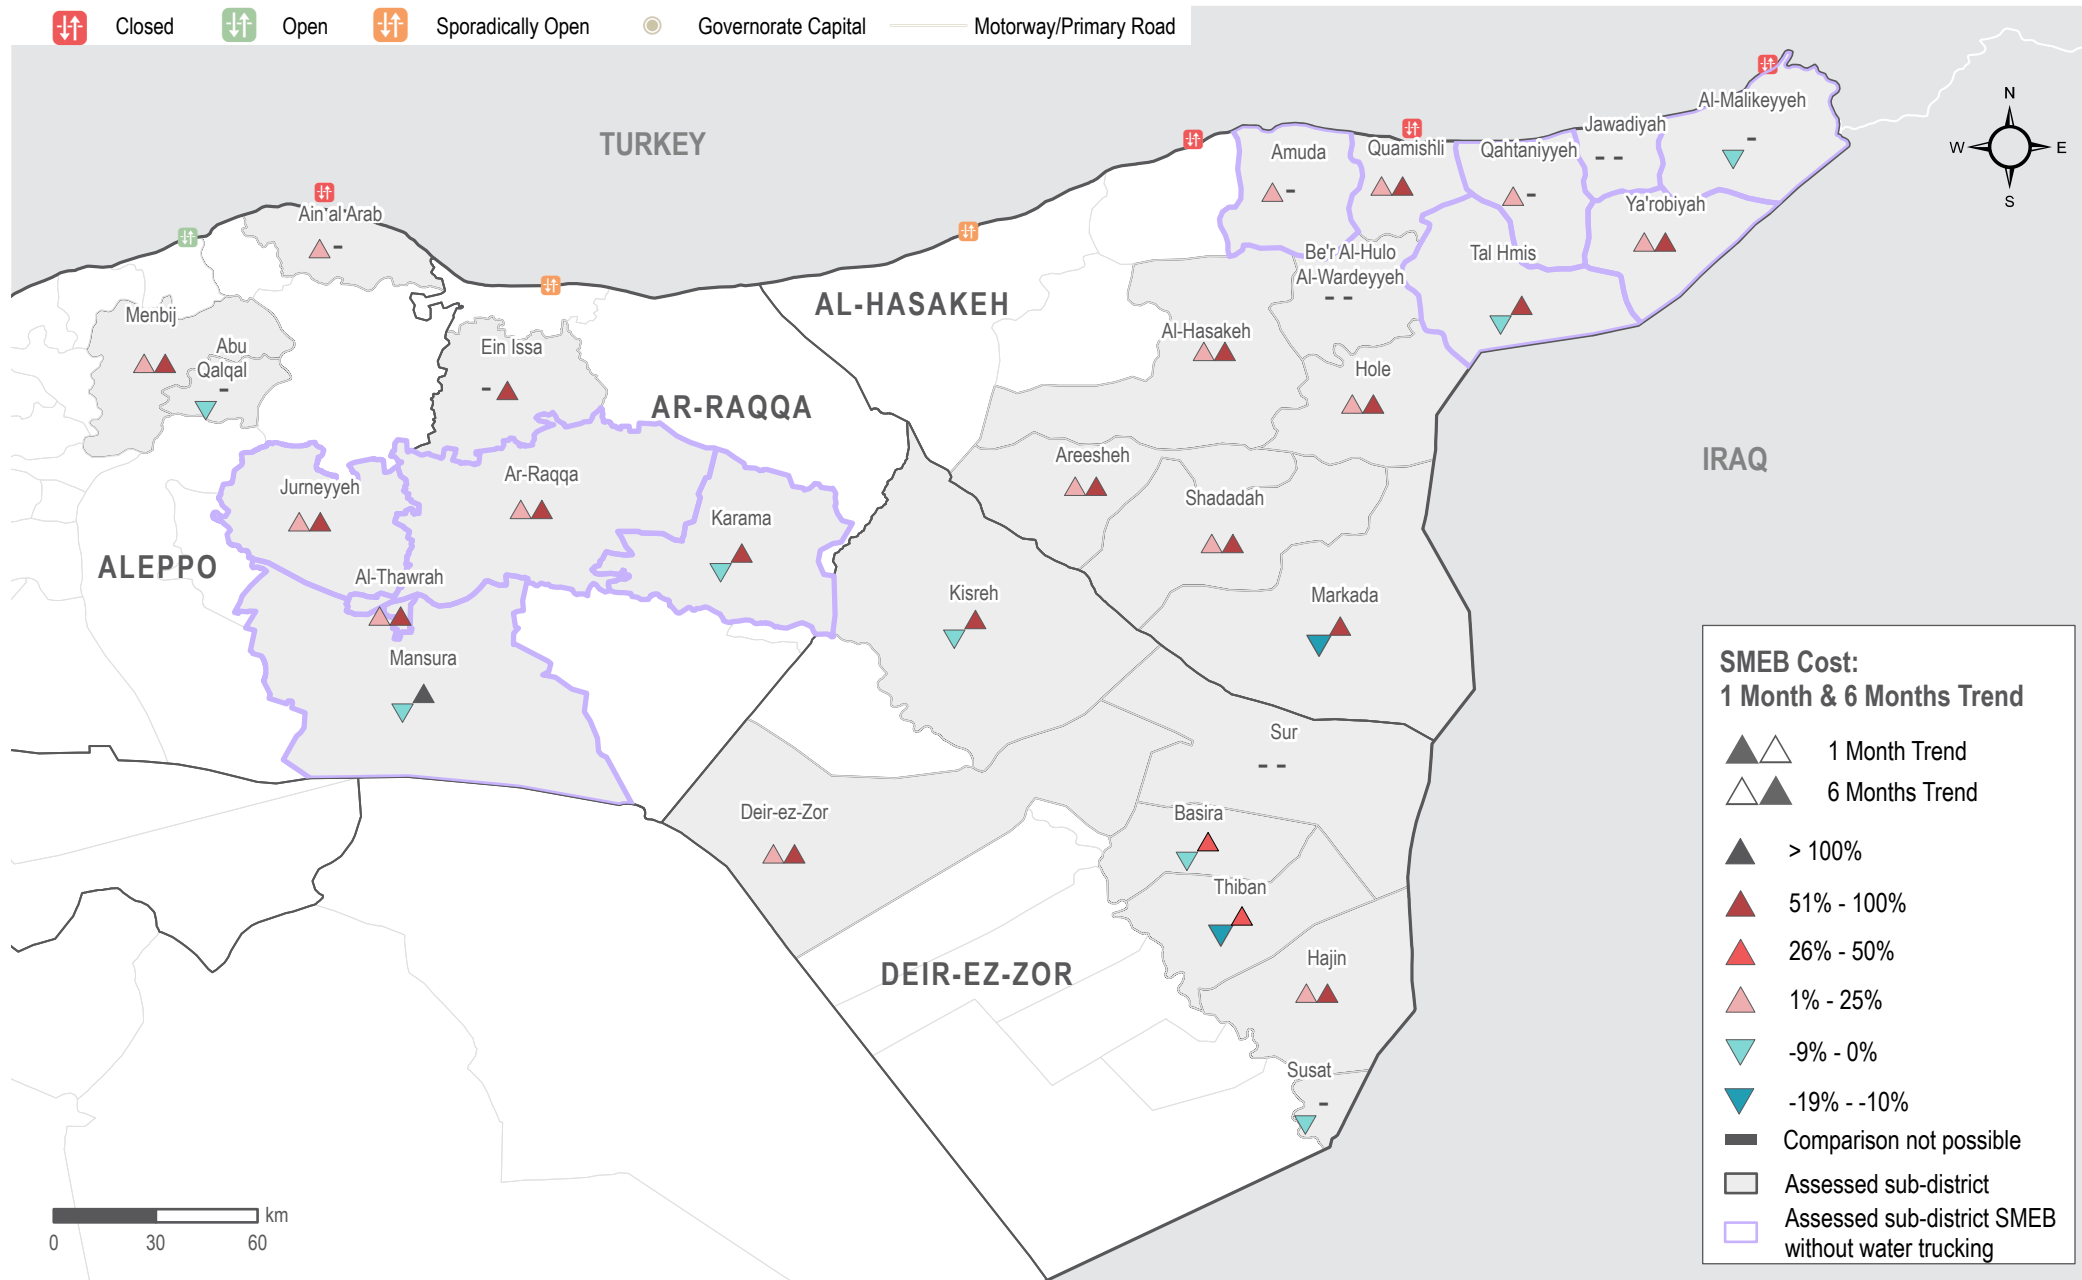 Closed
Open
Sporadically Open
Governorate Capital
Motorway/Primary Road
TURKEY
IRAQ
N
W
E
S
Al-Malikeyyeh
Jawadiyah
Amuda
Quamishli
Qahtaniyyeh
Ya'robiyah
Ain al Arab
Be'r Al-Hulo
Al-Wardeyyeh
Tal Hmis
AL-HASAKEH
Menbij
Abu
Qalqal
Ein Issa
Al-Hasakeh
Hole
AR-RAQQA
Jurneyyeh
Ar-Raqqa
Karama
Areesheh
Shadadah
ALEPPO
Al-Thawrah
Kisreh
Markada
Mansura
Sur
Deir-ez-Zor
Basira
Thiban
DEIR-EZ-ZOR
Hajin
Susat
SMEB Cost:
1 Month & 6 Months Trend
1 Month Trend
6 Months Trend
> 100%
51% - 100%
26% - 50%
1% - 25%
-9% - 0%
-19% - -10%
Comparison not possible
Assessed sub-district
Assessed sub-district SMEB
without water trucking
km
0 30 60